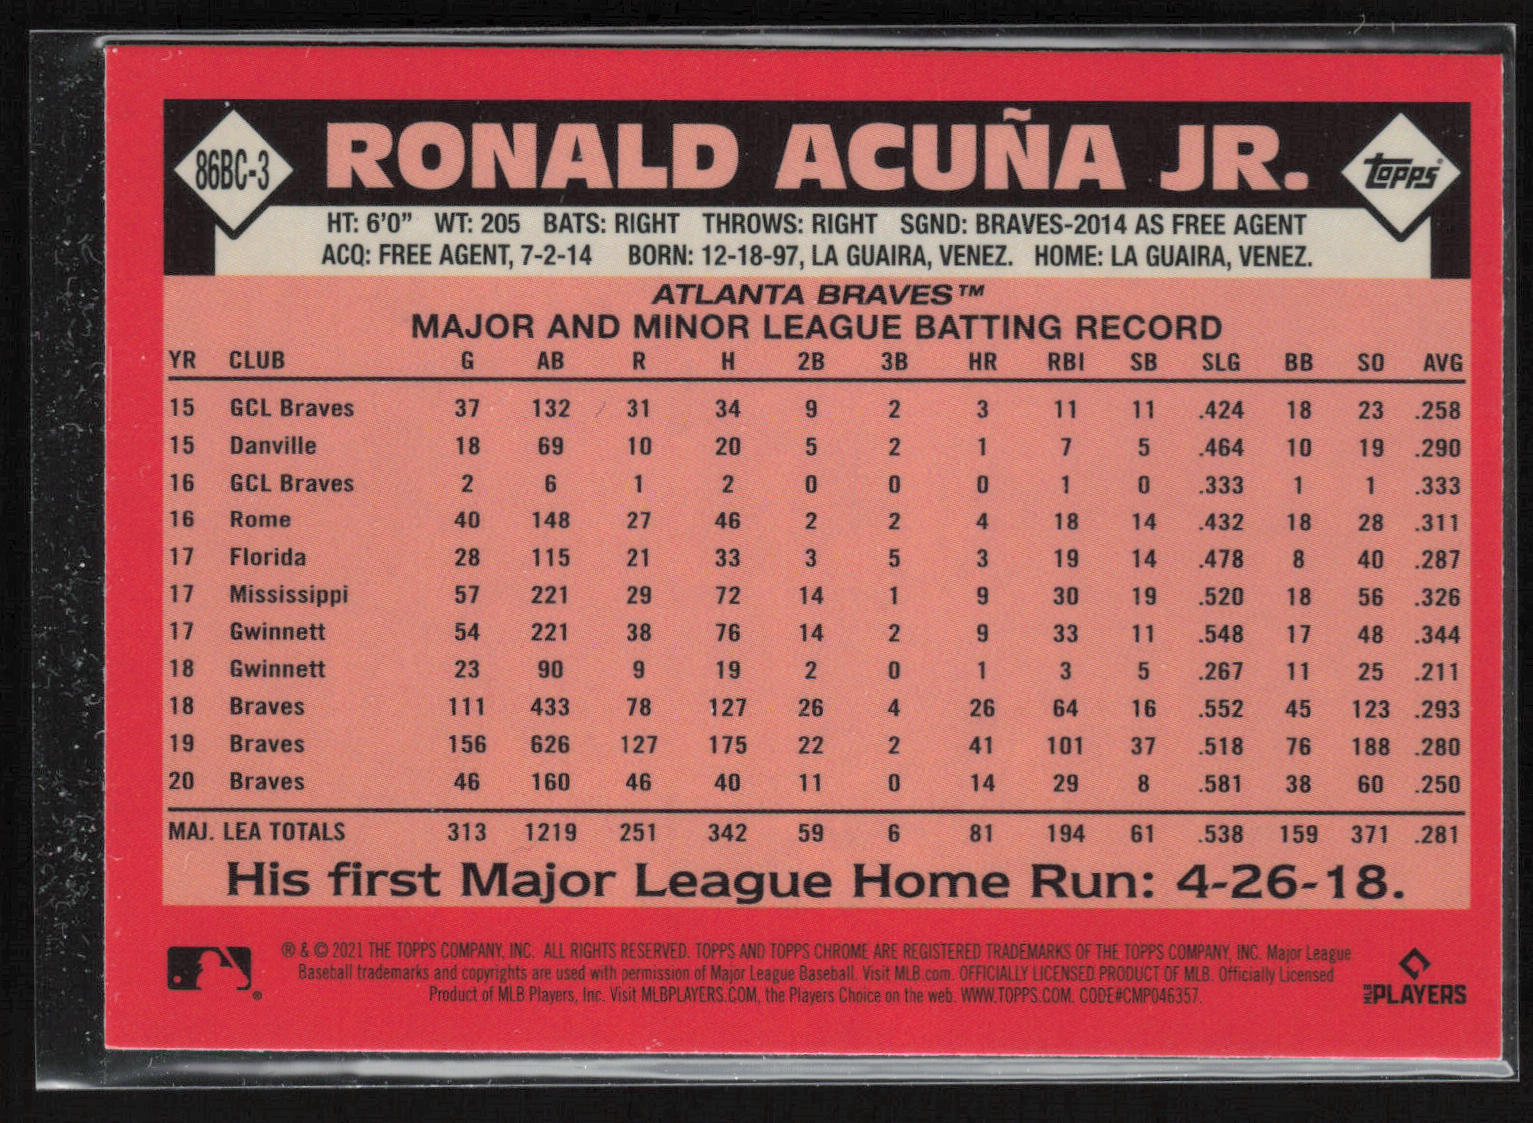 86BC-3
RONALD ACUÑA JR.
Topps®
HT: 6'0" WT: 205 BATS: RIGHT THROWS: RIGHT SGND: BRAVES-2014 AS FREE AGENT
ACQ: FREE AGENT, 7-2-14 BORN: 12-18-97, LA GUAIRA, VENEZ. HOME: LA GUAIRA, VENEZ.
ATLANTA BRAVES™
MAJOR AND MINOR LEAGUE BATTING RECORD
YR CLUB G AB R H 2B 3B HR RBI SB SLG BB SO AVG
15 GCL Braves 37 132 31 34 9 2 3 11 11 .424 18 23 .258
15 Danville 18 69 10 20 5 2 1 7 5 .464 10 19 .290
16 GCL Braves 2 6 1 2 0 0 0 1 0 .333 1 1 .333
16 Rome 40 148 27 46 2 2 4 18 14 .432 18 28 .311
17 Florida 28 115 21 33 3 5 3 19 14 .478 8 40 .287
17 Mississippi 57 221 29 72 14 1 9 30 19 .520 18 56 .326
17 Gwinnett 54 221 38 76 14 2 9 33 11 .548 17 48 .344
18 Gwinnett 23 90 9 19 2 0 1 3 5 .267 11 25 .211
18 Braves 111 433 78 127 26 4 26 64 16 .552 45 123 .293
19 Braves 156 626 127 175 22 2 41 101 37 .518 76 188 .280
20 Braves 46 160 46 40 11 0 14 29 8 .581 38 60 .250
MAJ. LEA TOTALS 313 1219 251 342 59 6 81 194 61 .538 159 371 .281
His first Major League Home Run: 4-26-18.
® & © 2021 THE TOPPS COMPANY, INC. ALL RIGHTS RESERVED. TOPPS AND TOPPS CHROME ARE REGISTERED TRADEMARKS OF THE TOPPS COMPANY, INC. Major League
Baseball trademarks and copyrights are used with permission of Major League Baseball. Visit MLB.com. OFFICIALLY LICENSED PRODUCT OF MLB. Officially Licensed
Product of MLB Players, Inc. Visit MLBPLAYERS.COM, the Players Choice on the web. WWW.TOPPS.COM. CODE#CMP046357.
MLB PLAYERS